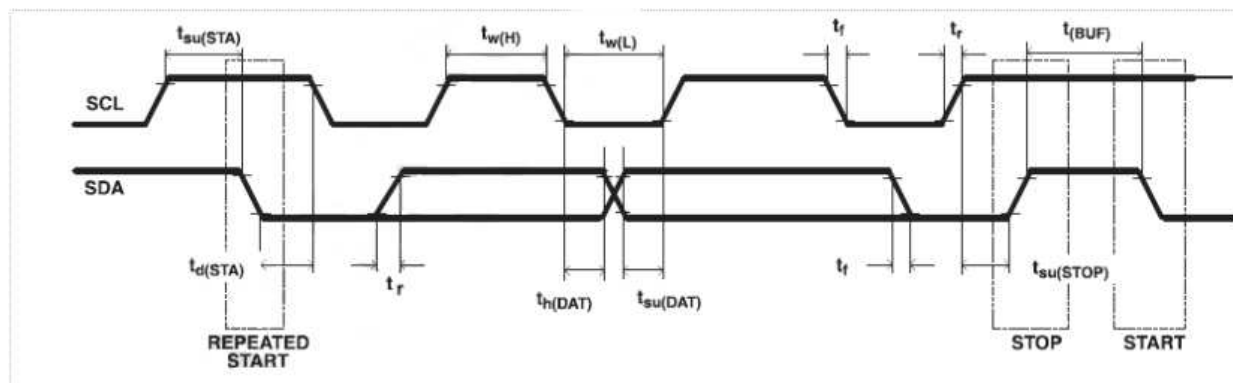 tsu(STA)
tw(H)
tw(L)
tf
tr
t(BUF)
SCL
SDA
td(STA)
tr
th(DAT)
tsu(DAT)
tf
tsu(STOP)
REPEATED
START
STOP
START